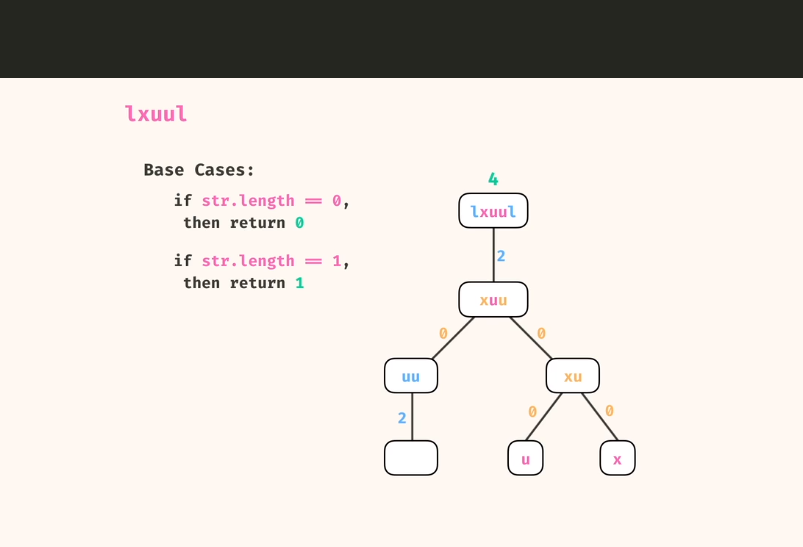 lxuul
Base Cases:
if str.length == 0,
then return 0
if str.length == 1,
then return 1
4
lxuul
2
xuu
0 0
uu xu
2 0 0
u x